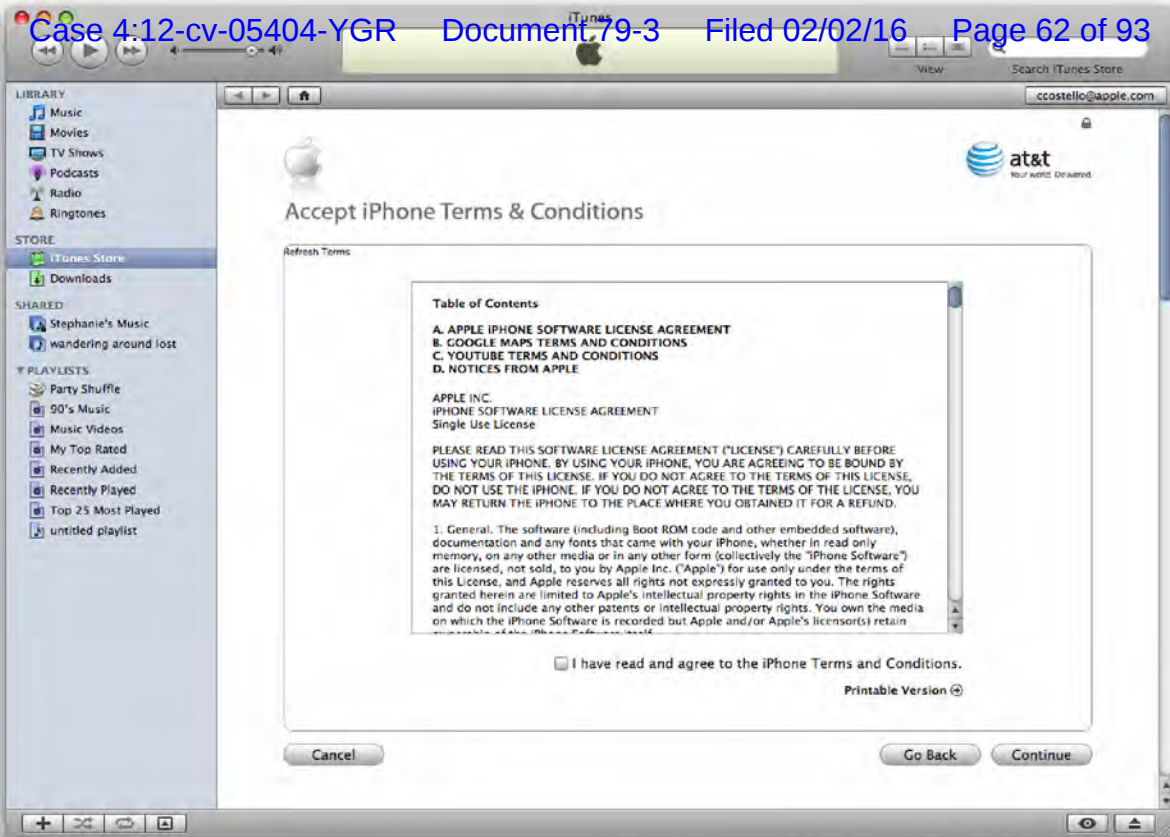 Case 4:12-cv-05404-YGR Document 79-3 Filed 02/02/16 Page 62 of 93
iTunes
View
Search iTunes Store
LIBRARY
Music
Movies
TV Shows
Podcasts
Radio
Ringtones
STORE
iTunes Store
Downloads
SHARED
Stephanie's Music
wandering around lost
PLAYLISTS
Party Shuffle
90's Music
Music Videos
My Top Rated
Recently Added
Recently Played
Top 25 Most Played
untitled playlist
ccostello@apple.com
at&t
Your world. Delivered.
Accept iPhone Terms & Conditions
Refresh Terms
Table of Contents
A. APPLE IPHONE SOFTWARE LICENSE AGREEMENT
B. GOOGLE MAPS TERMS AND CONDITIONS
C. YOUTUBE TERMS AND CONDITIONS
D. NOTICES FROM APPLE
APPLE INC.
iPHONE SOFTWARE LICENSE AGREEMENT
Single Use License
PLEASE READ THIS SOFTWARE LICENSE AGREEMENT ("LICENSE") CAREFULLY BEFORE
USING YOUR iPHONE. BY USING YOUR iPHONE, YOU ARE AGREEING TO BE BOUND BY
THE TERMS OF THIS LICENSE. IF YOU DO NOT AGREE TO THE TERMS OF THIS LICENSE,
DO NOT USE THE iPHONE. IF YOU DO NOT AGREE TO THE TERMS OF THE LICENSE, YOU
MAY RETURN THE iPHONE TO THE PLACE WHERE YOU OBTAINED IT FOR A REFUND.
1. General. The software (including Boot ROM code and other embedded software),
documentation and any fonts that came with your iPhone, whether in read only
memory, on any other media or in any other form (collectively the "iPhone Software")
are licensed, not sold, to you by Apple Inc. ("Apple") for use only under the terms of
this License, and Apple reserves all rights not expressly granted to you. The rights
granted herein are limited to Apple's intellectual property rights in the iPhone Software
and do not include any other patents or intellectual property rights. You own the media
on which the iPhone Software is recorded but Apple and/or Apple's licensor(s) retain
ownership of the iPhone Software itself
I have read and agree to the iPhone Terms and Conditions.
Printable Version
Cancel
Go Back
Continue